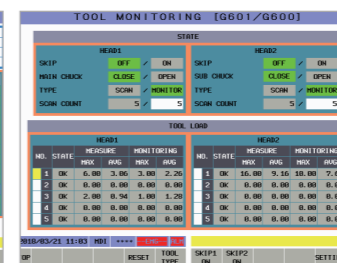 TOOL MONITORING [G601/G600]
STATE
HEAD1 HEAD2
SKIP OFF / ON SKIP OFF / ON
MAIN CHUCK CLOSE / OPEN SUB CHUCK CLOSE / OPEN
TYPE SCAN / MONITOR TYPE SCAN / MONITOR
SCAN COUNT 5 / 5 SCAN COUNT 5 / 5
TOOL LOAD
HEAD1 HEAD2
NO. STATE MEASURE MONITORING NO. STATE MEASURE MONITORING
MAX AVG MAX AVG MAX AVG MAX AVG
1 OK 6.00 3.06 3.00 2.26 1 OK 16.00 9.16 10.00
2 OK 0.00 0.00 0.00 0.00 2 OK 0.00 0.00 0.00
3 OK 2.00 0.94 1.00 1.29 3 OK 0.00 0.00 0.00
4 OK 0.00 0.00 0.00 0.00 4 OK 0.00 0.00 0.00
5 OK 0.00 0.00 0.00 0.00 5 OK 0.00 0.00 0.00
2018/03/21 11:03 MDI ----
OP RESET TOOL TYPE SKIP1 ON SKIP2 ON